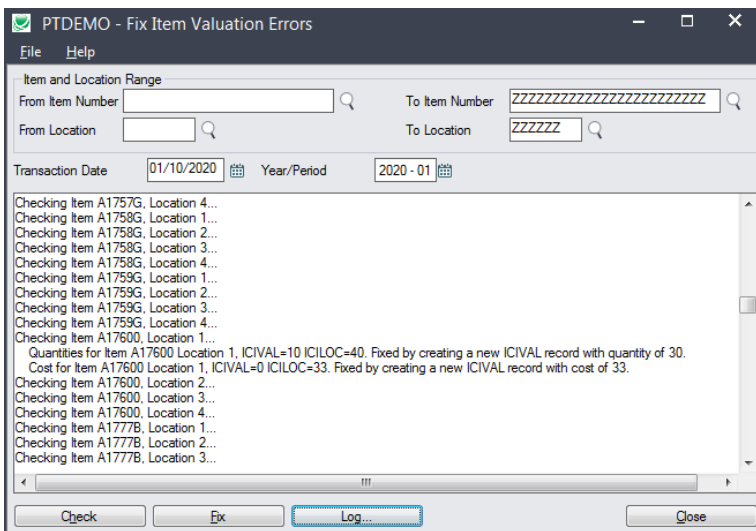 PTDEMO - Fix Item Valuation Errors
File Help
Item and Location Range
From Item Number To Item Number ZZZZZZZZZZZZZZZZZZZZZZZZ
From Location To Location ZZZZZZ
Transaction Date 01/10/2020 Year/Period 2020 - 01
Checking Item A1757G, Location 4...
Checking Item A1758G, Location 1...
Checking Item A1758G, Location 2...
Checking Item A1758G, Location 3...
Checking Item A1758G, Location 4...
Checking Item A1759G, Location 1...
Checking Item A1759G, Location 2...
Checking Item A1759G, Location 3...
Checking Item A1759G, Location 4...
Checking Item A17600, Location 1...
Quantities for Item A17600 Location 1, ICIVAL=10 ICILOC=40. Fixed by creating a new ICIVAL record with quantity of 30.
Cost for Item A17600 Location 1, ICIVAL=0 ICILOC=33. Fixed by creating a new ICIVAL record with cost of 33.
Checking Item A17600, Location 2...
Checking Item A17600, Location 3...
Checking Item A17600, Location 4...
Checking Item A1777B, Location 1...
Checking Item A1777B, Location 2...
Checking Item A1777B, Location 3...
Check Fix Log... Close